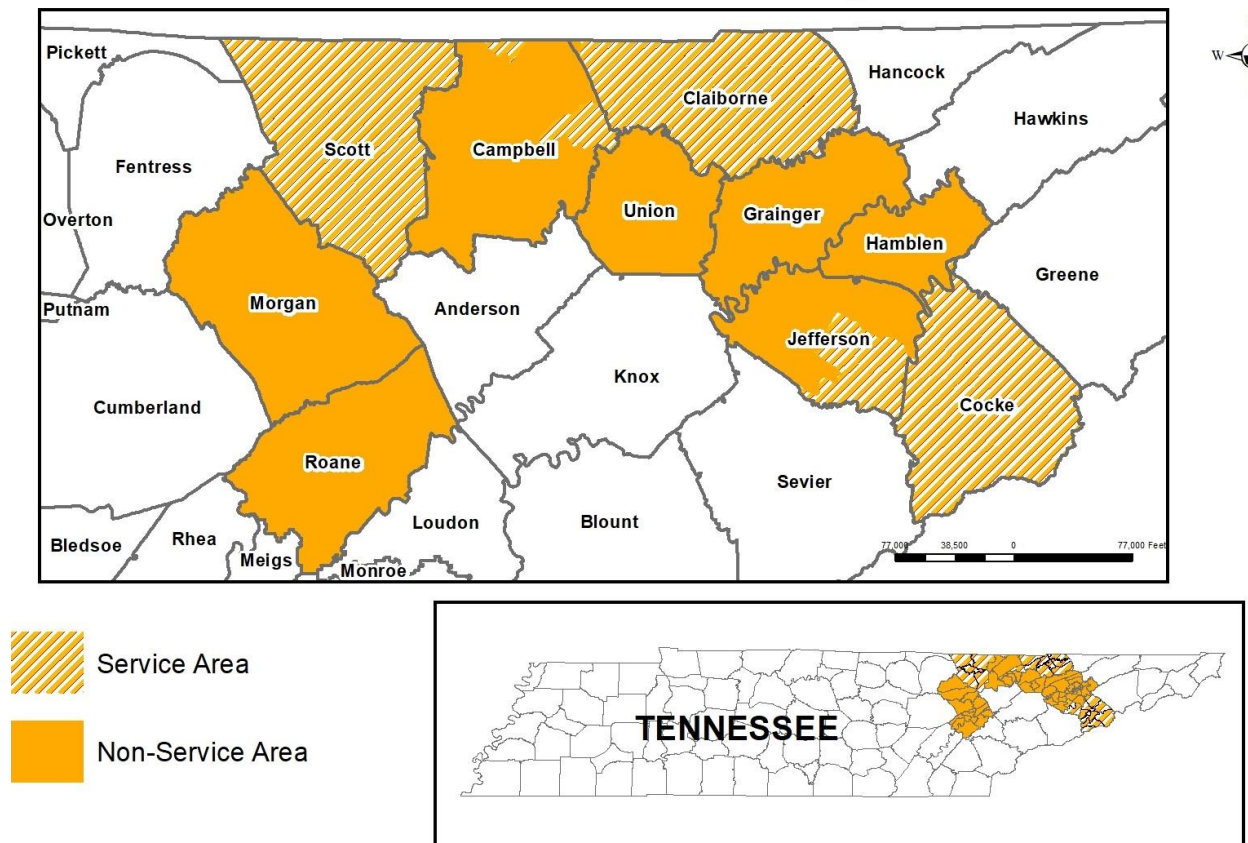 Pickett
Hancock
W
Claiborne
Hawkins
Scott
Campbell
Fentress
Union
Grainger
Overton
Hamblen
Greene
Morgan
Putnam
Anderson
Jefferson
Knox
Cumberland
Cocke
Roane
Sevier
Loudon
Blount
Rhea
Bledsoe
Meigs
Monroe
77,000 38,500 0 77,000 Feet
Service Area
Non-Service Area
TENNESSEE